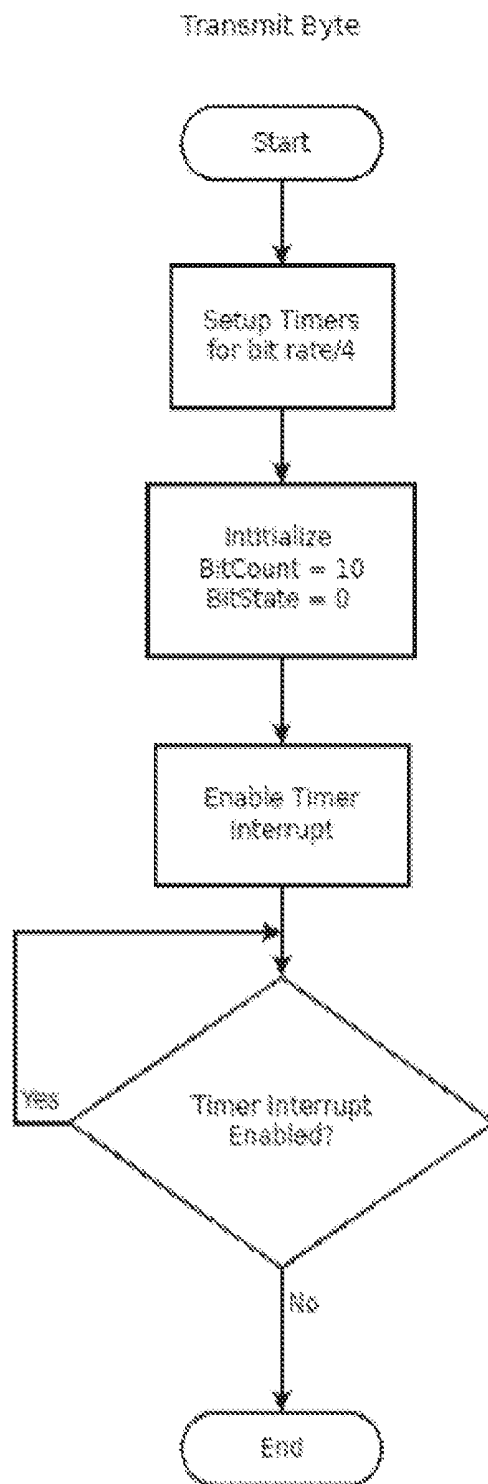 Transmit Byte
Start
Setup Timers
for bit rate/4
Intitialize
BitCount = 10
BitState = 0
Enable Timer
interrupt
Timer Interrupt
Enabled?
Yes
No
End